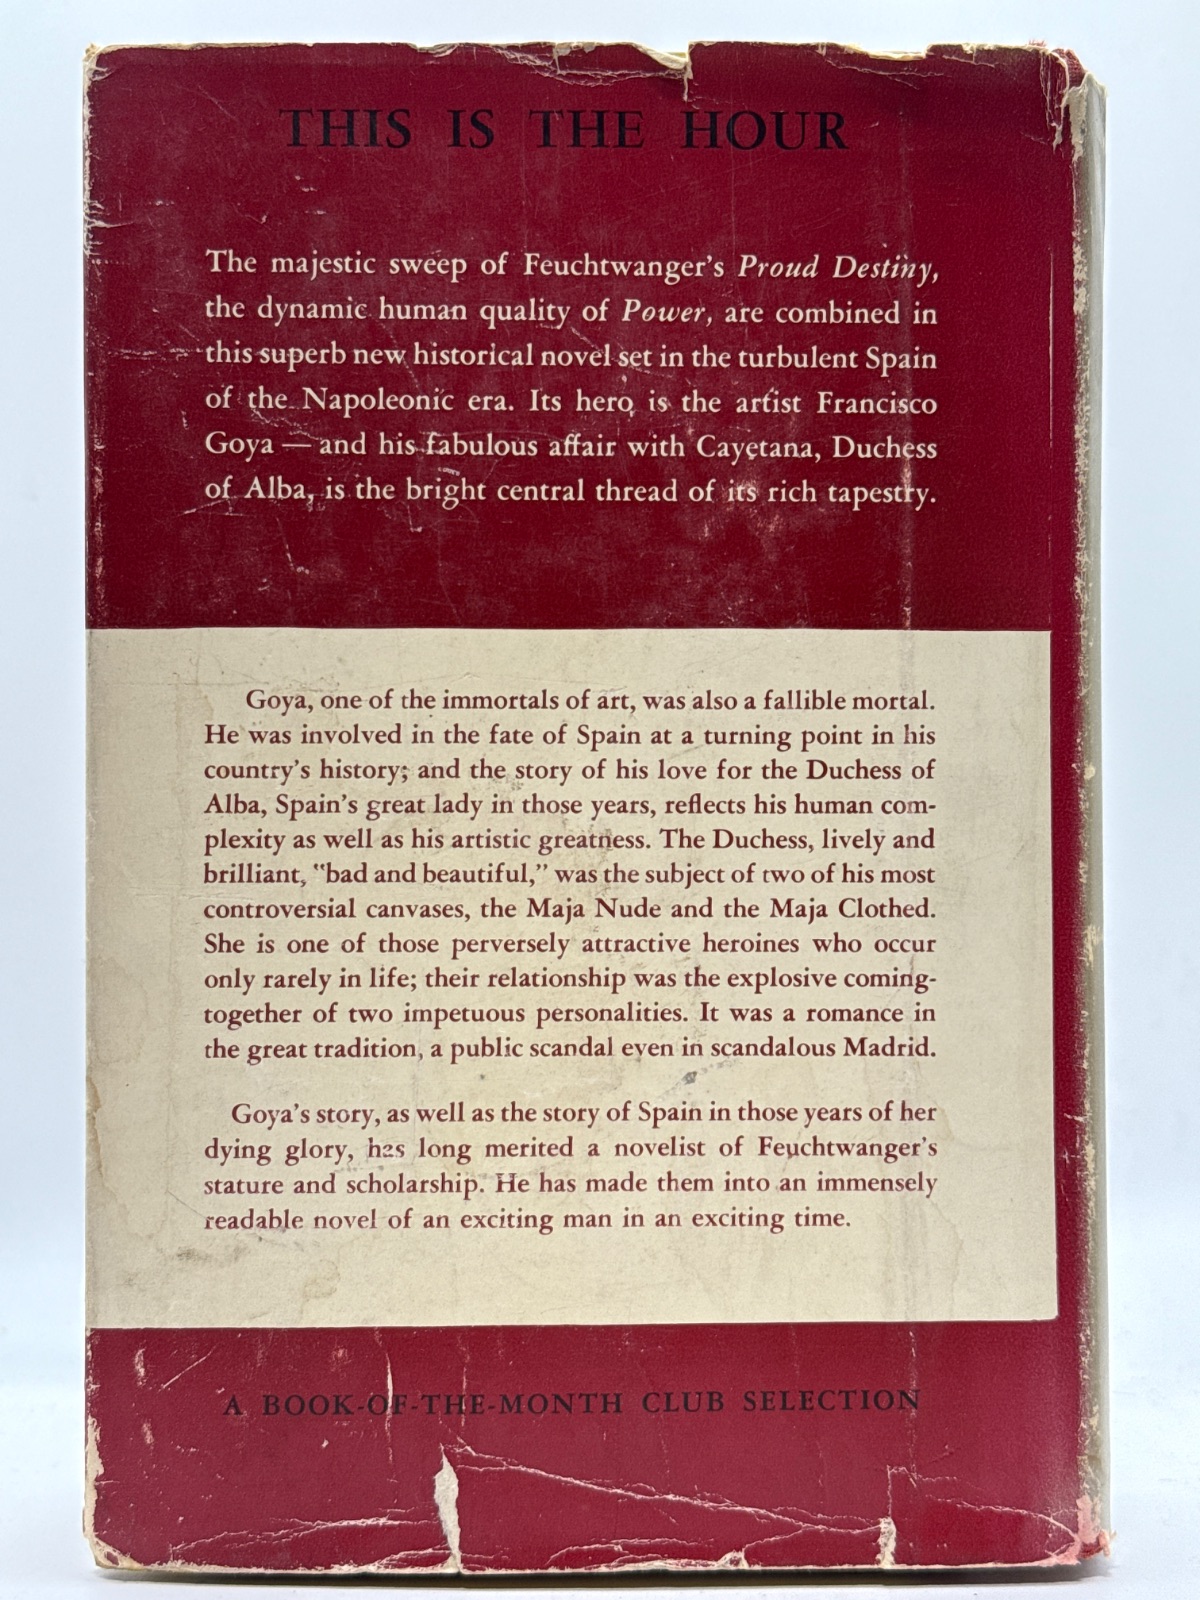 THIS IS THE HOUR
The majestic sweep of Feuchtwanger's Proud Destiny,
the dynamic human quality of Power, are combined in
this superb new historical novel set in the turbulent Spain
of the Napoleonic era. Its hero is the artist Francisco
Goya — and his fabulous affair with Cayetana, Duchess
of Alba, is the bright central thread of its rich tapestry.
Goya, one of the immortals of art, was also a fallible mortal.
He was involved in the fate of Spain at a turning point in his
country's history; and the story of his love for the Duchess of
Alba, Spain's great lady in those years, reflects his human com-
plexity as well as his artistic greatness. The Duchess, lively and
brilliant, "bad and beautiful," was the subject of two of his most
controversial canvases, the Maja Nude and the Maja Clothed.
She is one of those perversely attractive heroines who occur
only rarely in life; their relationship was the explosive coming-
together of two impetuous personalities. It was a romance in
the great tradition, a public scandal even in scandalous Madrid.
Goya's story, as well as the story of Spain in those years of her
dying glory, has long merited a novelist of Feuchtwanger's
stature and scholarship. He has made them into an immensely
readable novel of an exciting man in an exciting time.
A BOOK-OF-THE-MONTH CLUB SELECTION